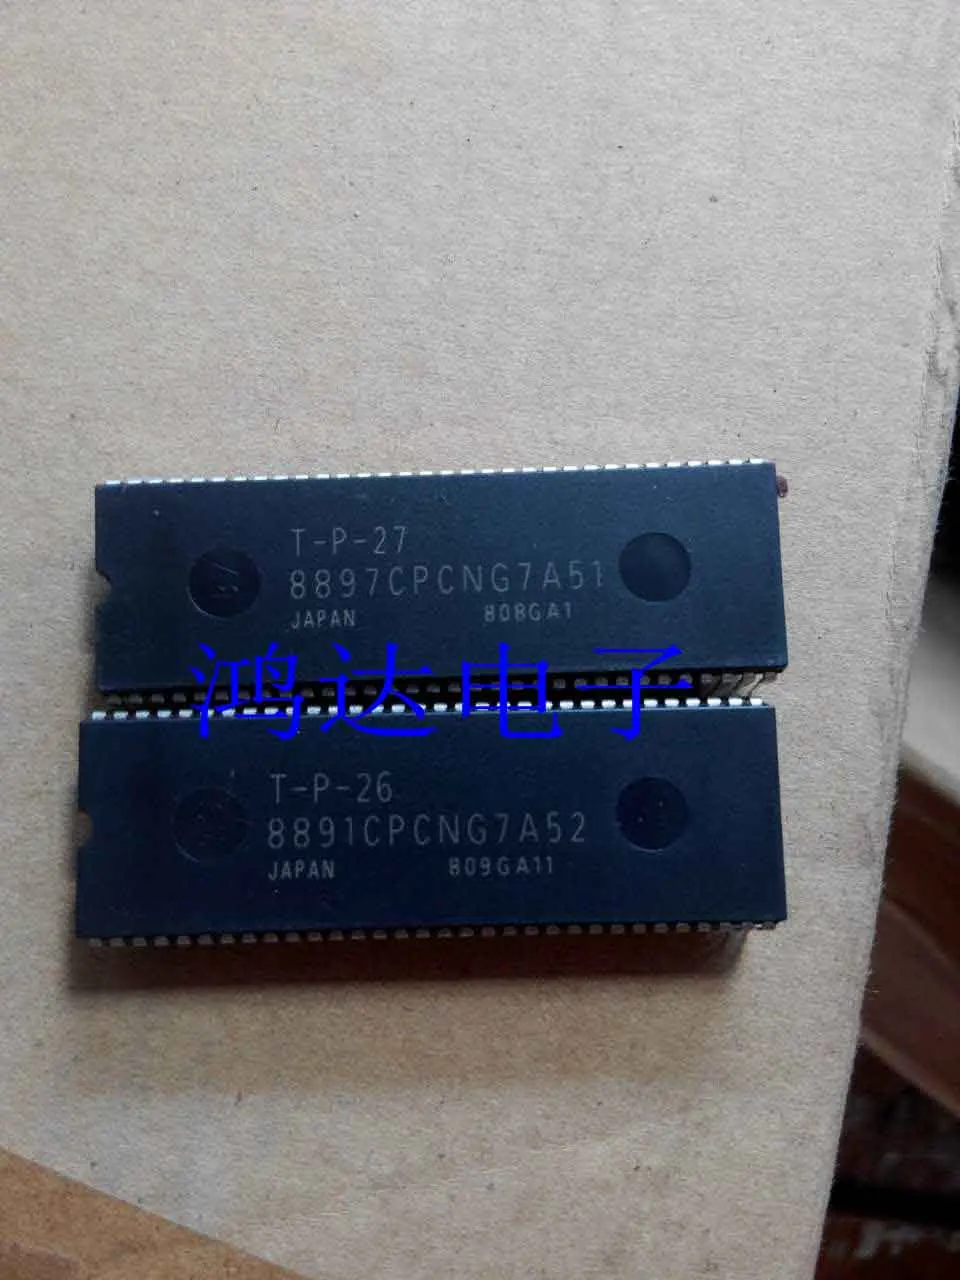 T-P-27
8897CPCNG7A51
JAPAN 808GA1
鸿达电子
T-P-26
8891CPCNG7A52
JAPAN 809GA11